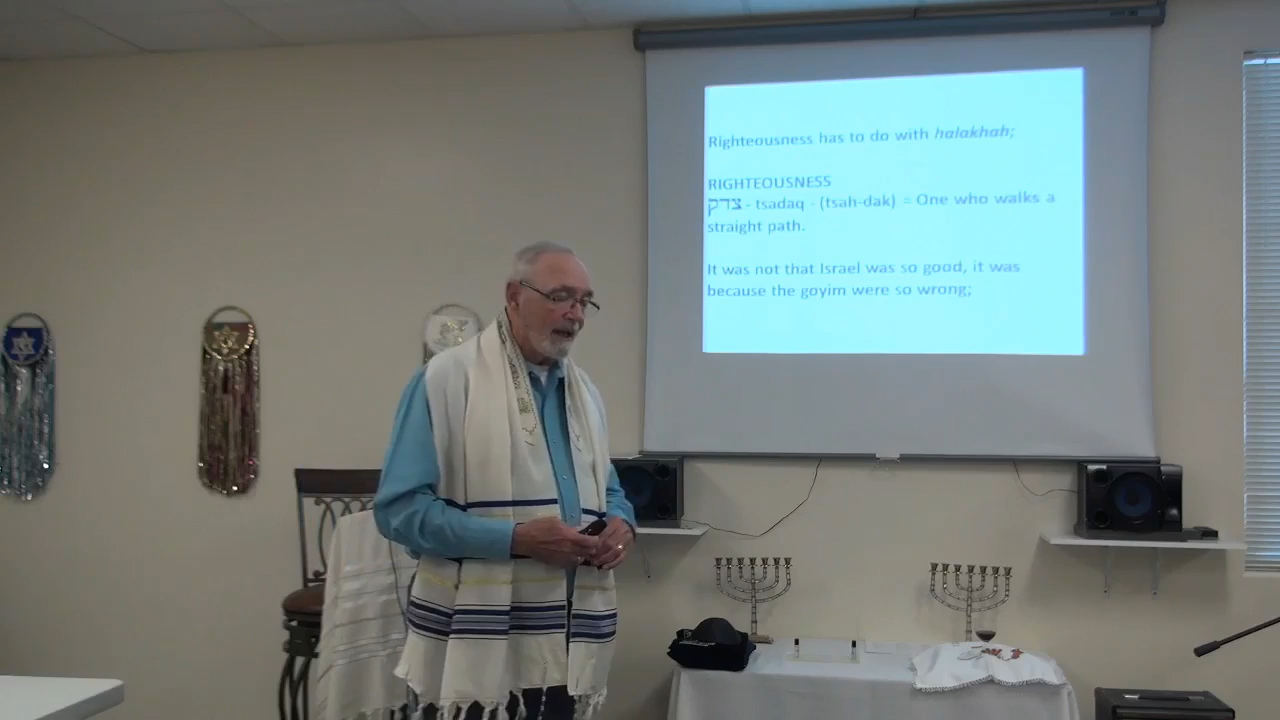 Righteousness has to do with halakhah;
RIGHTEOUSNESS
צדק - tsadaq - (tsah-dak) = One who walks a
straight path.
It was not that Israel was so good, it was
because the goyim were so wrong;